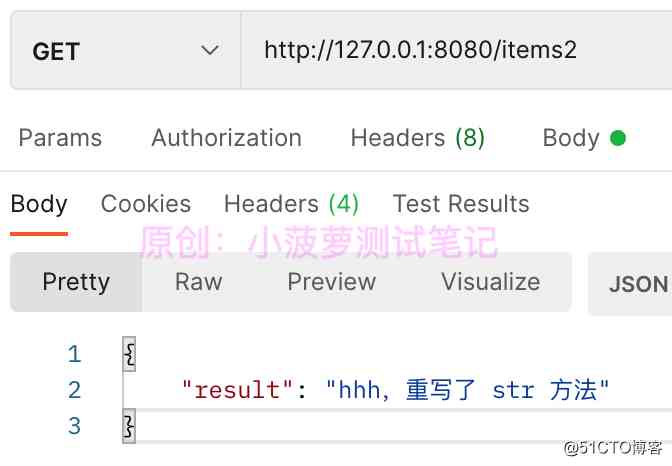 GET http://127.0.0.1:8080/items2
Params Authorization Headers (8) Body
Body Cookies Headers (4) Test Results
原创：小菠萝测试笔记
Pretty Raw Preview Visualize JSON
1 {
2 "result": "hhh，重写了 str 方法"
3 }
@51CTO博客